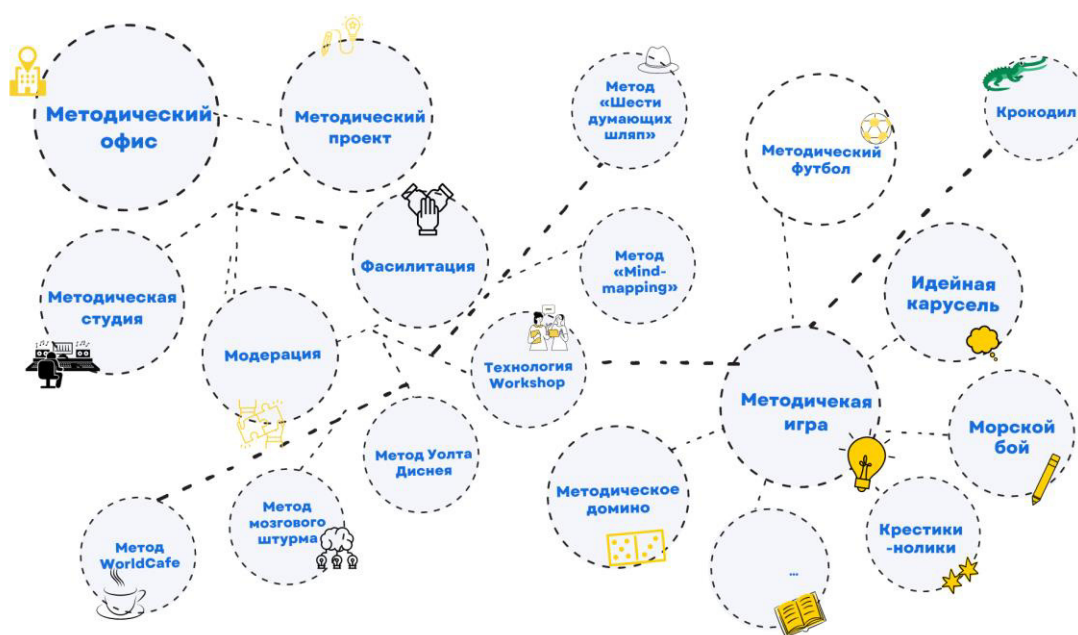 Методический
офис
Методический
проект
Метод
«Шести
думающих
шляп»
Методический
футбол
Крокодил
Методическая
студия
Фасилитация
Метод
«Mind-
mapping»
Идейная
карусель
Модерация
Технология
Workshop
Методичекая
игра
Морской
бой
Метод Уолта
Диснея
Метод
мозгового
штурма
Метод
WorldCafe
Методическое
домино
...
Крестики
-нолики